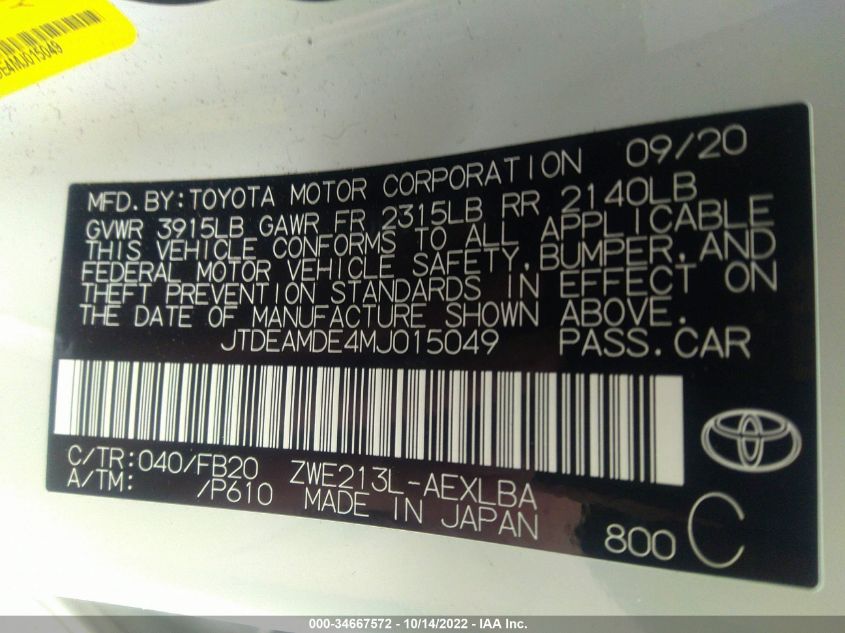 E4MJ015049
MFD.BY:TOYOTA MOTOR CORPORATION 09/20
GVWR 3915LB GAWR FR 2315LB RR 2140LB
THIS VEHICLE CONFORMS TO ALL APPLICABLE
FEDERAL MOTOR VEHICLE SAFETY,BUMPER,AND
THEFT PREVENTION STANDARDS IN EFFECT ON
THE DATE OF MANUFACTURE SHOWN ABOVE.
JTDEAMDE4MJ015049 PASS.CAR
C/TR:040/FB20 ZWE213L-AEXLBA
A/TM: /P610 MADE IN JAPAN 800 C
000-34667572 - 10/14/2022 - IAA Inc.